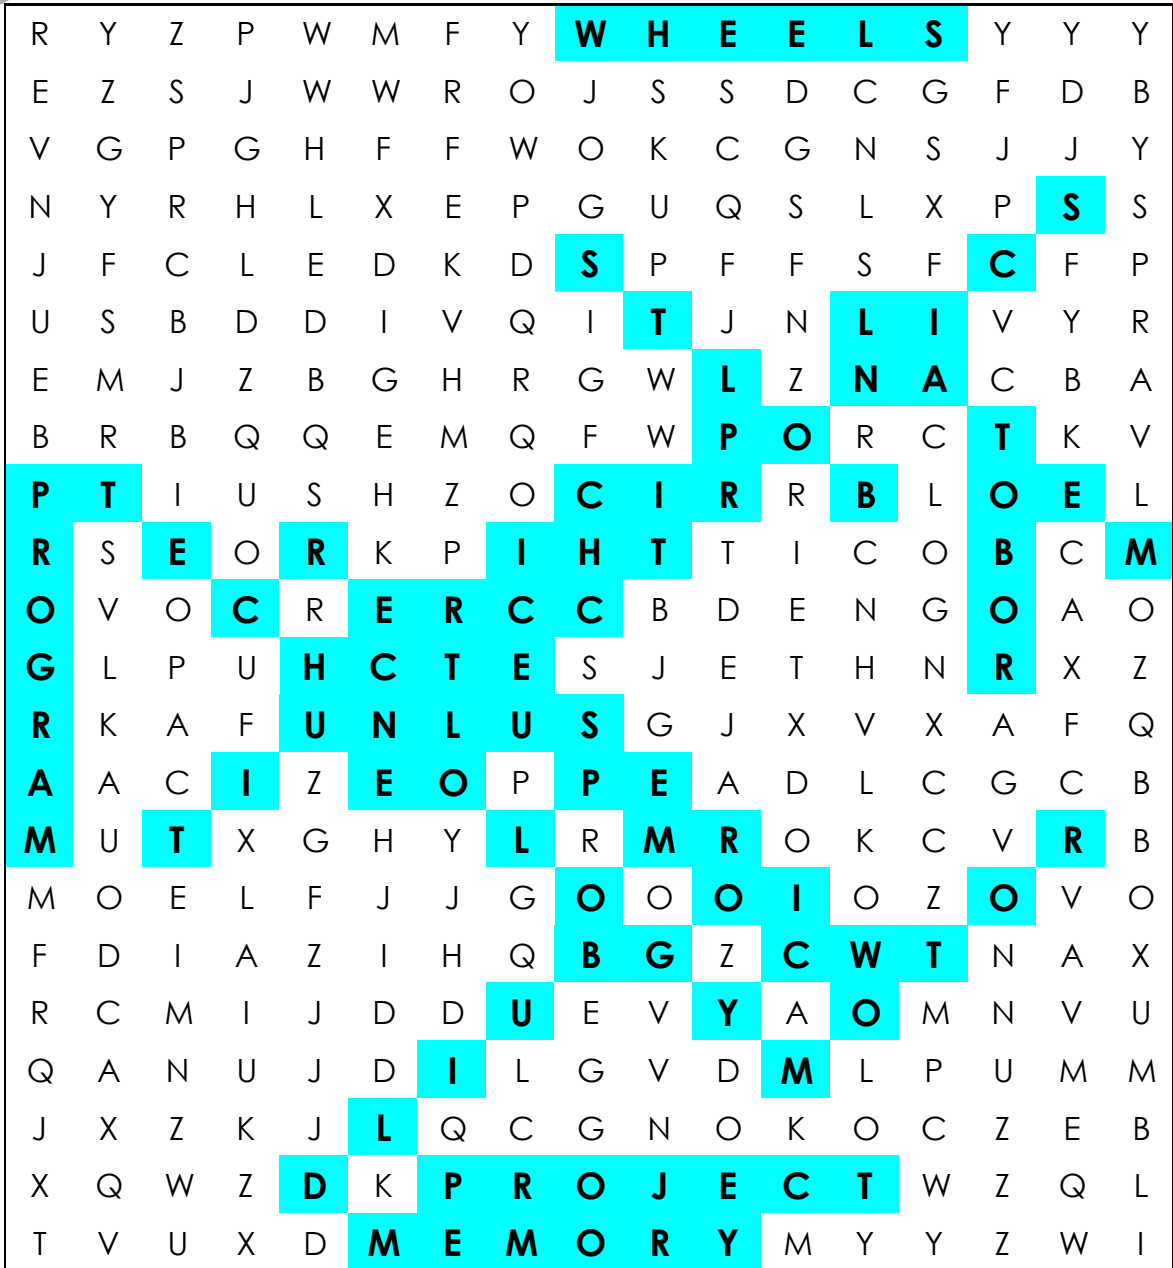 R Y Z P W M F Y W H E E L S Y Y Y
E Z S J W W R O J S S D C G F D B
V G P G H F F W O K C G N S J J Y
N Y R H L X E P G U Q S L X P S S
J F C L E D K D S P F F S F C F P
U S B D D I V Q I T J N L I V Y R
E M J Z B G H R G W L Z N A C B A
B R B Q Q E M Q F W P O R C T K V
P T I U S H Z O C I R R B L O E L
R S E O R K P I H T T I C O B C M
O V O C R E R C C B D E N G O A O
G L P U H C T E S J E T H N R X Z
R K A F U N L U S G J X V X A F Q
A A C I Z E O P P E A D L C G C B
M U T X G H Y L R M R O K C V R B
M O E L F J J G O O O I O Z O V O
F D I A Z I H Q B G Z C W T N A X
R C M I J D D U E V Y A O M N V U
Q A N U J D I L G V D M L P U M M
J X Z K J L Q C G N O K O C Z E B
X Q W Z D K P R O J E C T W Z Q L
T V U X D M E M O R Y M Y Y Z W I